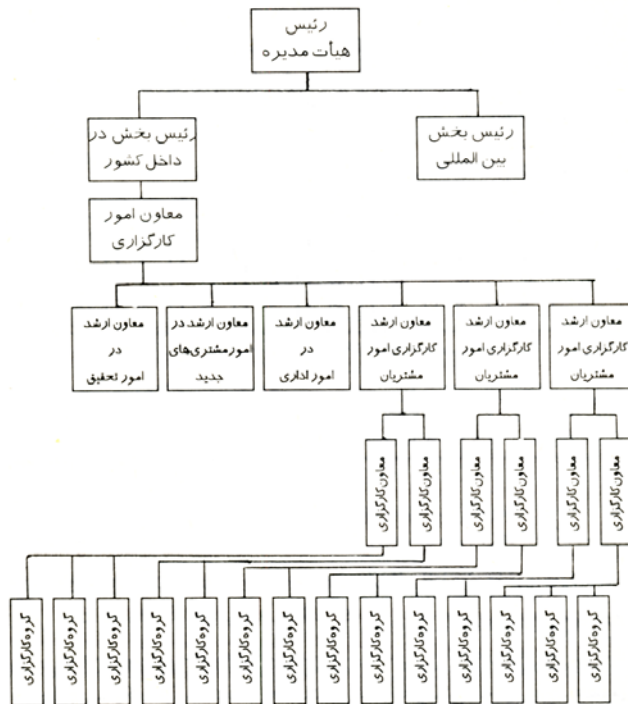 رئیس
هیأت مدیره
رئیس بخش
بین المللی
رئیس بخش در
داخل کشور
معاون امور
کارگزاری
معاون ارشد
کارگزاری امور
مشتریان
معاون ارشد
کارگزاری امور
مشتریان
معاون ارشد
کارگزاری امور
مشتریان
معاون ارشد
در
امور اداری
معاون ارشد در
امور مشتری‌های
جدید
معاون ارشد
در
امور تحقیق
معاون کارگزاری
معاون کارگزاری
معاون کارگزاری
معاون کارگزاری
معاون کارگزاری
معاون کارگزاری
گروه کارگزاری
گروه کارگزاری
گروه کارگزاری
گروه کارگزاری
گروه کارگزاری
گروه کارگزاری
گروه کارگزاری
گروه کارگزاری
گروه کارگزاری
گروه کارگزاری
گروه کارگزاری
گروه کارگزاری
گروه کارگزاری
گروه کارگزاری